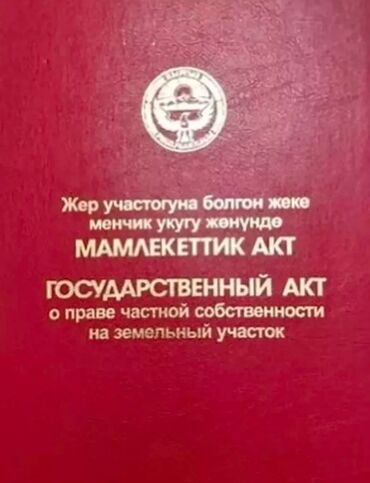 Жер участогуна болгон жеке
менчик укугу жөнүндө
МАМЛЕКЕТТИК АКТ
ГОСУДАРСТВЕННЫЙ АКТ
о праве частной собственности
на земельный участок